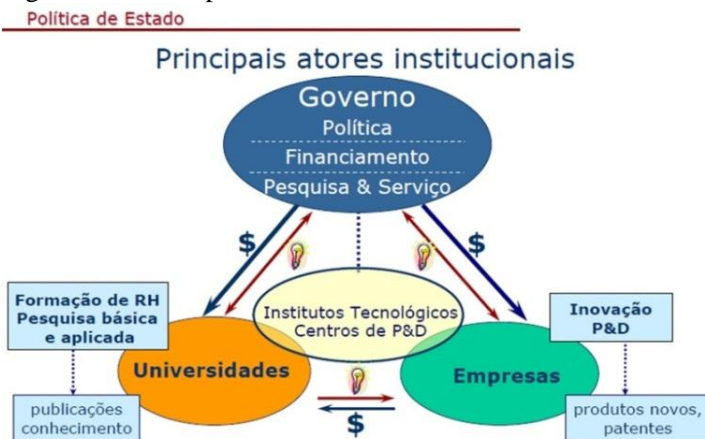 Política de Estado
Principais atores institucionais
Governo
Política
Financiamento
Pesquisa & Serviço
$
$
Formação de RH
Pesquisa básica
e aplicada
Institutos Tecnológicos
Centros de P&D
Inovação
P&D
Universidades
Empresas
publicações
conhecimento
$
produtos novos,
patentes